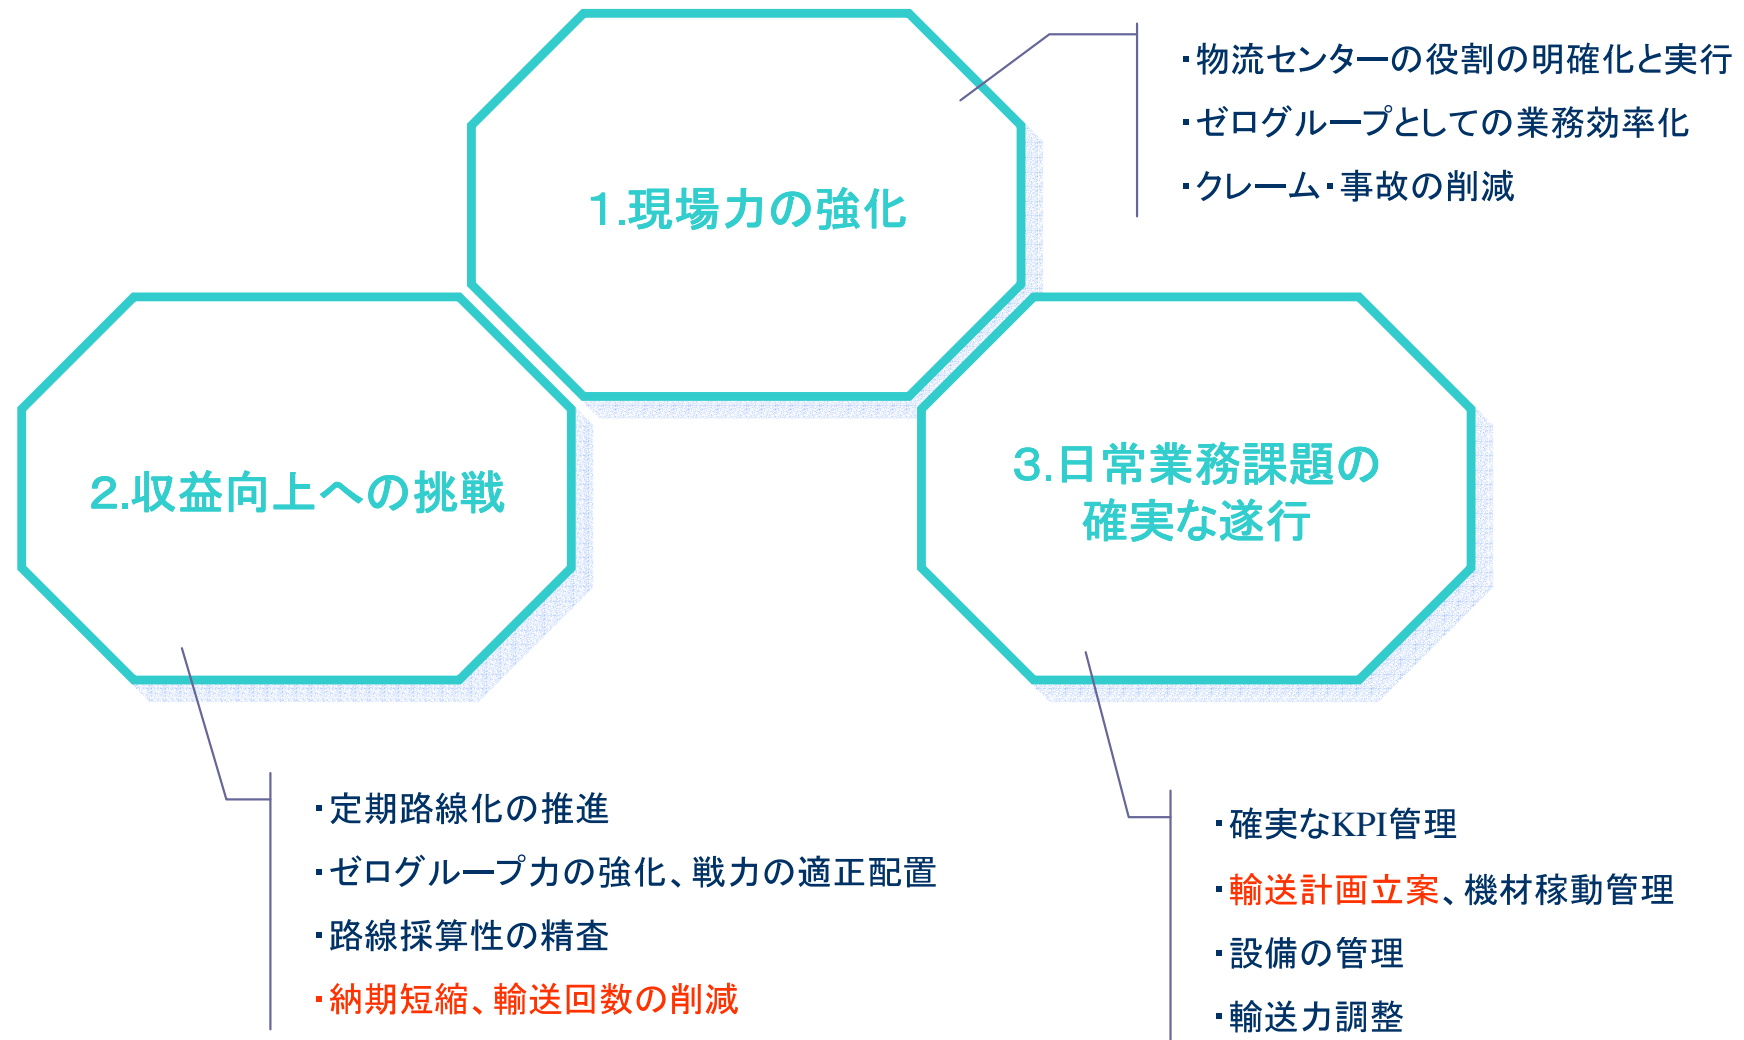 1.現場力の強化
・物流センターの役割の明確化と実行
・ゼログループとしての業務効率化
・クレーム・事故の削減
2.収益向上への挑戦
・定期路線化の推進
・ゼログループ力の強化、戦力の適正配置
・路線採算性の精査
・納期短縮、輸送回数の削減
3.日常業務課題の
確実な遂行
・確実なKPI管理
・輸送計画立案、機材稼動管理
・設備の管理
・輸送力調整